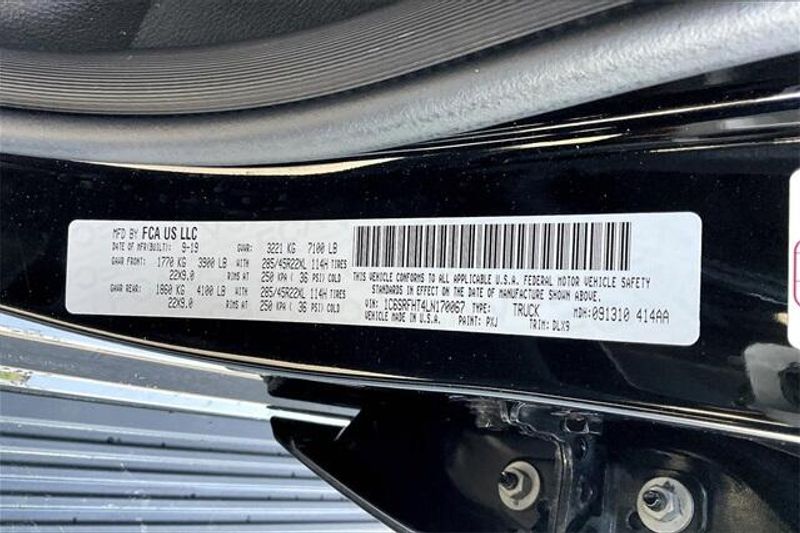 MFD BY FCA US LLC
DATE OF MFR(BUILT): 9-19 GVWR: 3221 KG 7100 LB
GAWR FRONT: 1770 KG 3900 LB WITH 285/45R22XL 114H TIRES
22X9.0 RIMS AT 250 KPA ( 36 PSI) COLD
GAWR REAR: 1860 KG 4100 LB WITH 285/45R22XL 114H TIRES
22X9.0 RIMS AT 250 KPA ( 36 PSI) COLD
THIS VEHICLE CONFORMS TO ALL APPLICABLE U.S.A. FEDERAL MOTOR VEHICLE SAFETY
STANDARDS IN EFFECT ON THE DATE OF MANUFACTURE SHOWN ABOVE.
VIN: 1C6SRFHT4LN170067 TYPE: TRUCK MDH: 091310 414AA
VEHICLE MADE IN U.S.A. PAINT: PXJ TRIM: DLX9